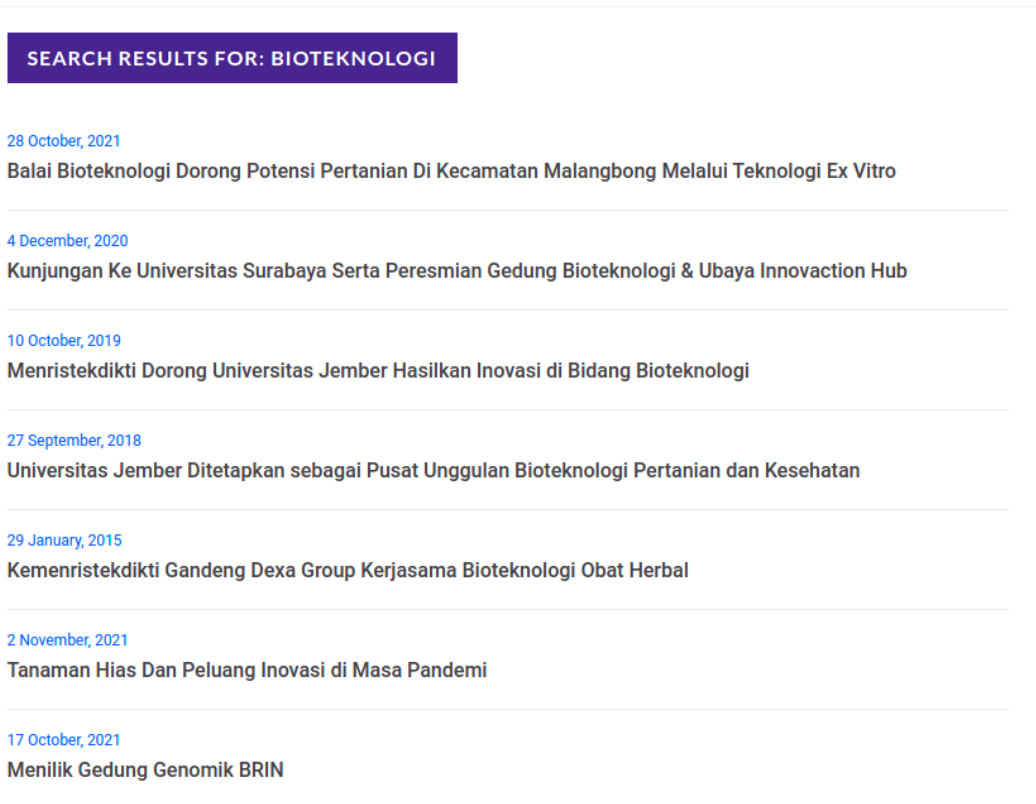 SEARCH RESULTS FOR: BIOTEKNOLOGI
28 October, 2021
Balai Bioteknologi Dorong Potensi Pertanian Di Kecamatan Malangbong Melalui Teknologi Ex Vitro
4 December, 2020
Kunjungan Ke Universitas Surabaya Serta Peresmian Gedung Bioteknologi & Ubaya Innovaction Hub
10 October, 2019
Menristekdikti Dorong Universitas Jember Hasilkan Inovasi di Bidang Bioteknologi
27 September, 2018
Universitas Jember Ditetapkan sebagai Pusat Unggulan Bioteknologi Pertanian dan Kesehatan
29 January, 2015
Kemenristekdikti Gandeng Dexa Group Kerjasama Bioteknologi Obat Herbal
2 November, 2021
Tanaman Hias Dan Peluang Inovasi di Masa Pandemi
17 October, 2021
Menilik Gedung Genomik BRIN